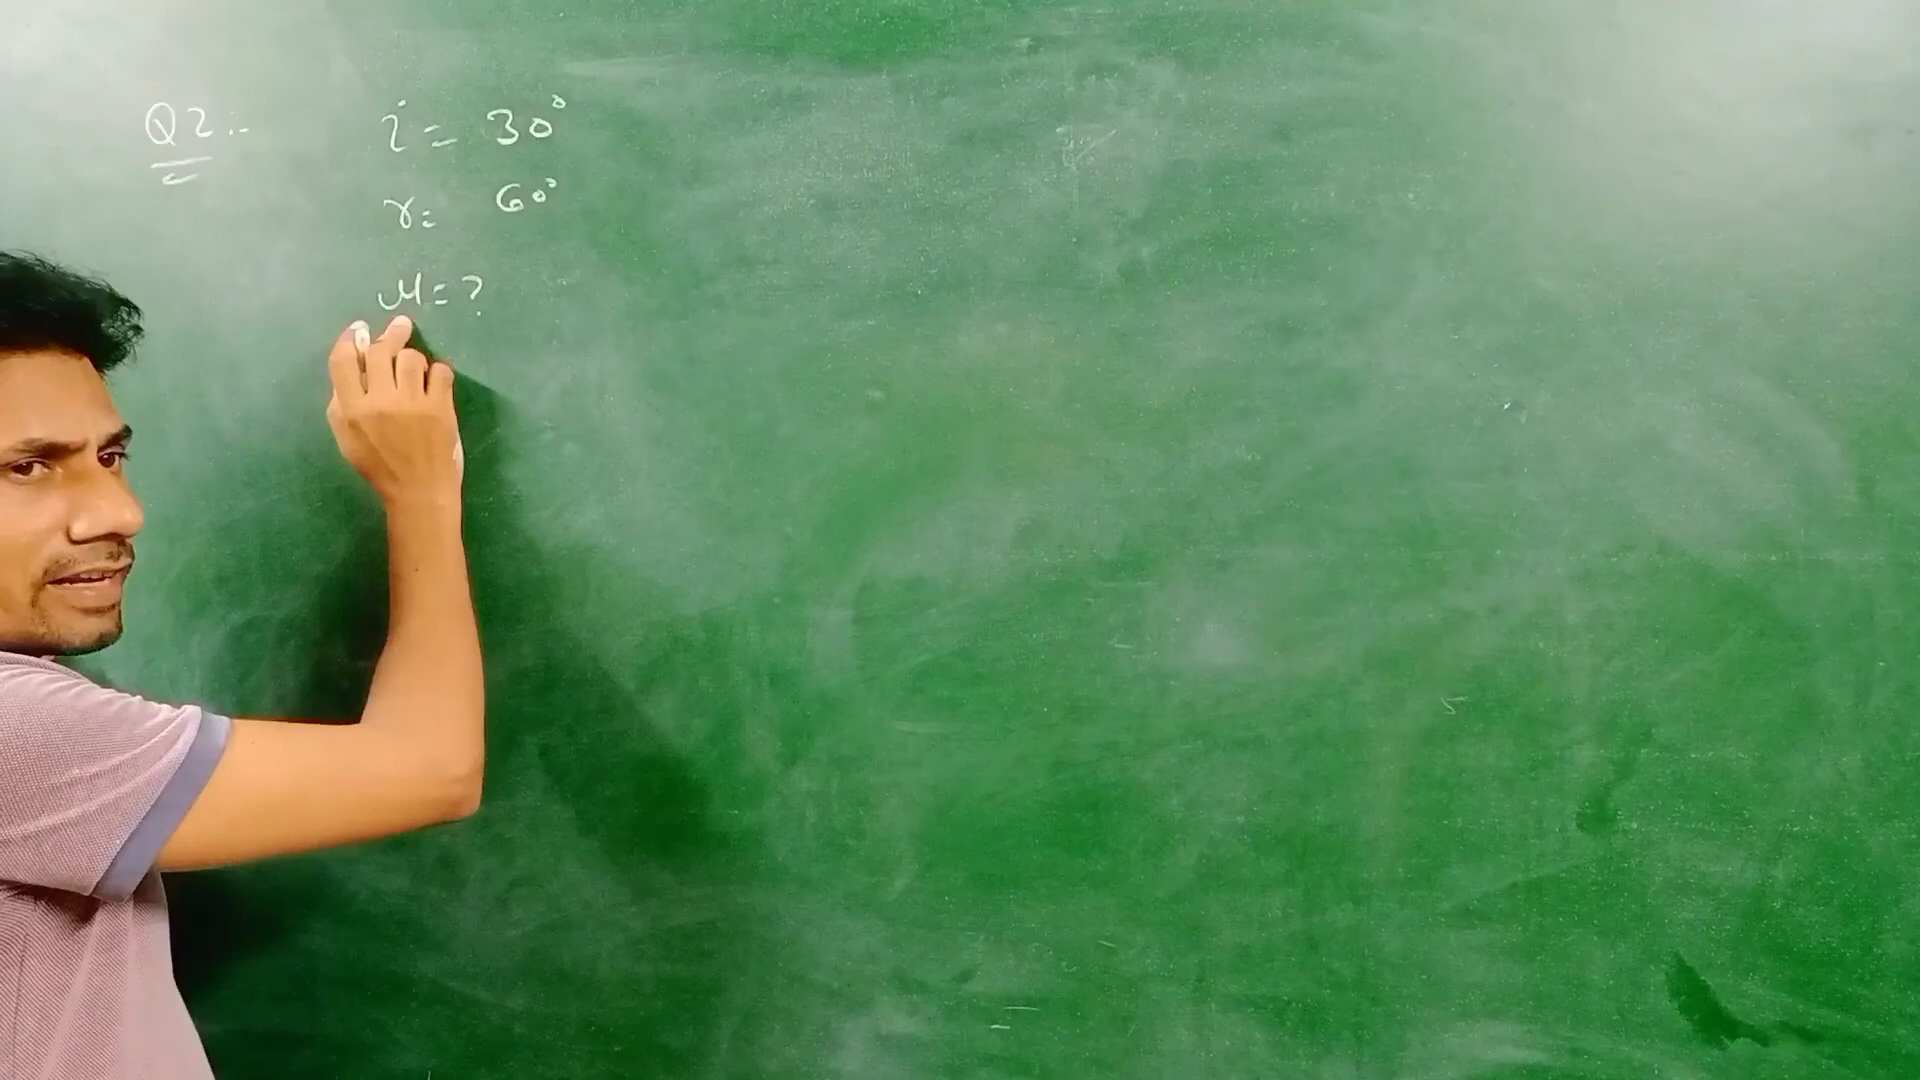 Q2:-
i = 30°
r = 60°
μ = ?